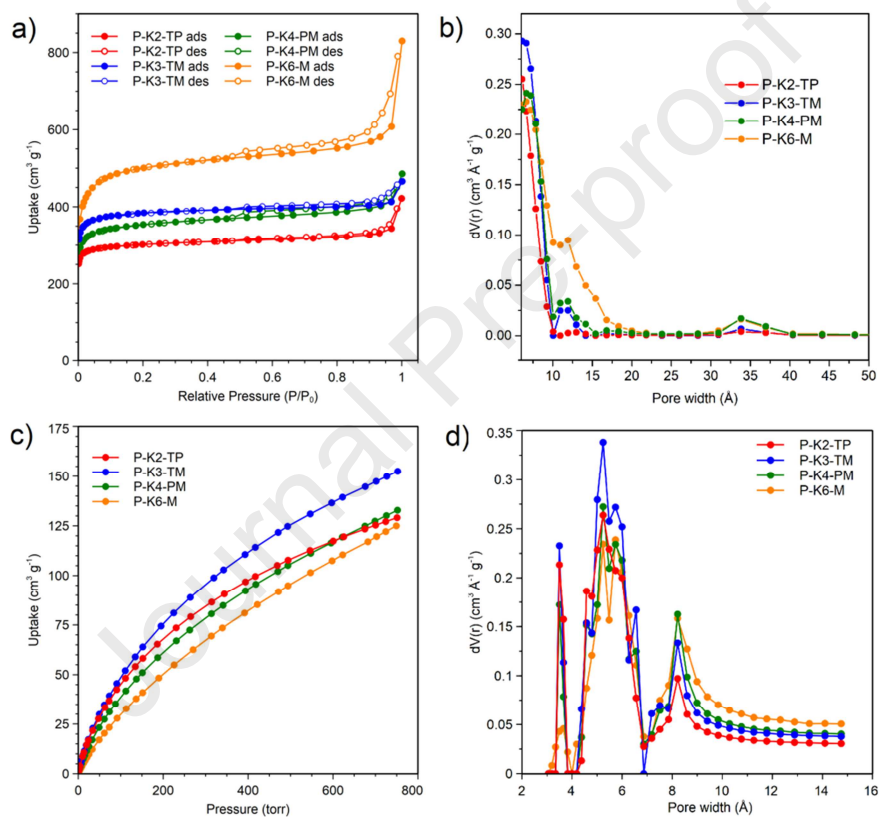 a)
P-K2-TP ads
P-K2-TP des
P-K3-TM ads
P-K3-TM des
P-K4-PM ads
P-K4-PM des
P-K6-M ads
P-K6-M des
Uptake (cm³ g⁻¹)
800
600
400
200
0
0 0.2 0.4 0.6 0.8 1
Relative Pressure (P/P₀)
b)
P-K2-TP
P-K3-TM
P-K4-PM
P-K6-M
dV(r) (cm³ Å⁻¹ g⁻¹)
0.30
0.25
0.20
0.15
0.10
0.05
0.00
10 15 20 25 30 35 40 45 50
Pore width (Å)
c)
P-K2-TP
P-K3-TM
P-K4-PM
P-K6-M
Uptake (cm³ g⁻¹)
175
150
125
100
75
50
25
0
0 100 200 300 400 500 600 700 800
Pressure (torr)
d)
P-K2-TP
P-K3-TM
P-K4-PM
P-K6-M
dV(r) (cm³ Å⁻¹ g⁻¹)
0.35
0.30
0.25
0.20
0.15
0.10
0.05
0
2 4 6 8 10 12 14 16
Pore width (Å)
Journal Pre-proof